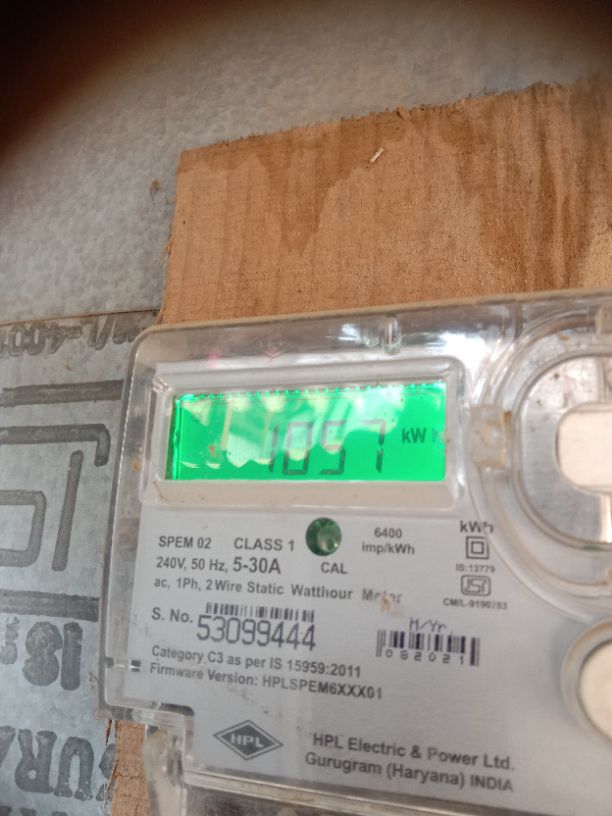 1057 kWh
SPEM 02 CLASS 1
6400
imp/kWh
kWh
240V, 50 Hz, 5-30A
CAL
IS:13779
ac, 1Ph, 2 Wire Static Watthour Meter
S. No. 53099444
M/Yr.
082021
Category C3 as per IS 15959:2011
Firmware Version: HPLSPEM6XXX01
HPL
HPL Electric & Power Ltd.
Gurugram (Haryana) INDIA